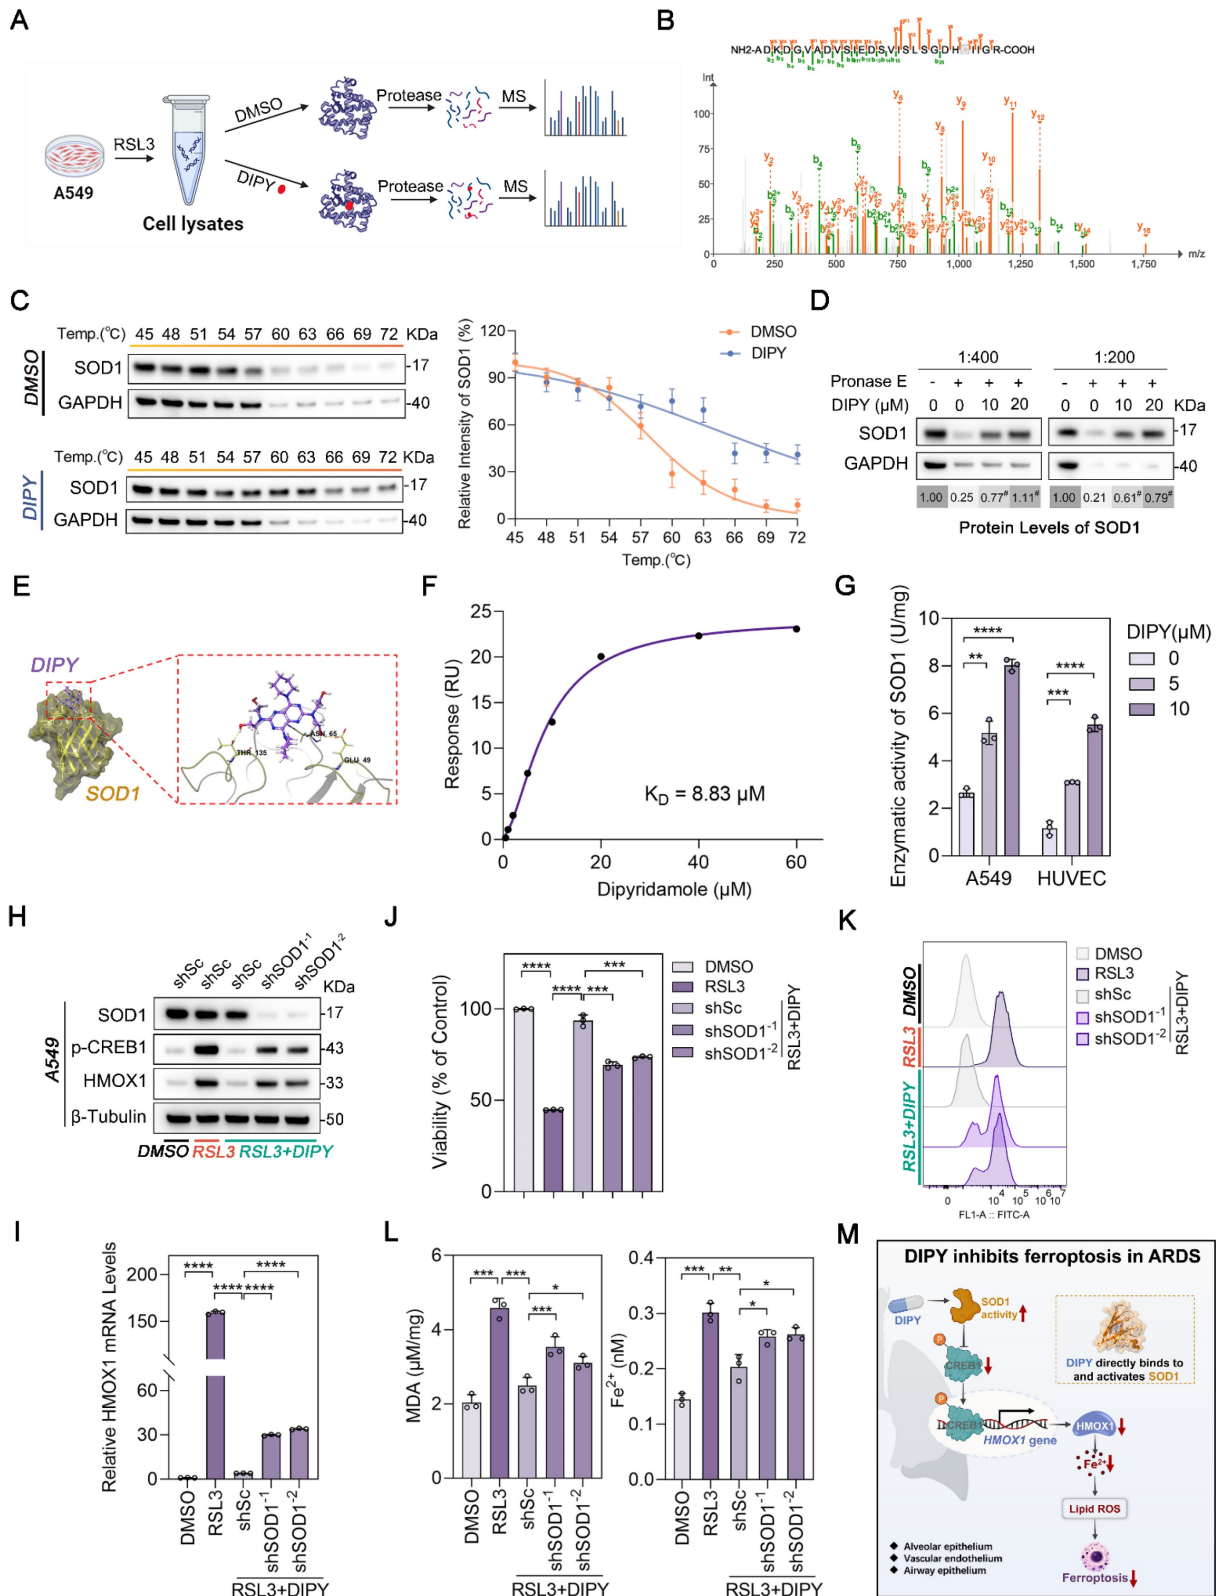 A
RSL3
A549
Cell lysates
DMSO
DIPY
Protease
MS
Protease
MS
B
NH2-A D K D G V A D V S I E D S V I S L S G D H I I G R-COOH
Int
100
75
50
25
0
250
500
750
1,000
1,250
1,500
1,750
m/z
C
Temp.(°C) 45 48 51 54 57 60 63 66 69 72 KDa
DMSO
SOD1 -17
GAPDH -40
Temp.(°C) 45 48 51 54 57 60 63 66 69 72 KDa
DIPY
SOD1 -17
GAPDH -40
Relative Intensity of SOD1 (%)
120
90
60
30
0
45 48 51 54 57 60 63 66 69 72
Temp.(°C)
DMSO
DIPY
D
1:400 1:200
Pronase E - + + + - + + +
DIPY (μM) 0 0 10 20 0 0 10 20 KDa
SOD1 -17
GAPDH -40
1.00 0.25 0.77# 1.11# 1.00 0.21 0.61# 0.79#
Protein Levels of SOD1
E
DIPY
SOD1
THR 135
ASN 65
GLU 49
F
Response (RU)
25
20
15
10
5
0
0 20 40 60
Dipyridamole (μM)
KD = 8.83 μM
G
Enzymatic activity of SOD1 (U/mg)
10
8
6
4
2
0
** **** *** ****
A549 HUVEC
DIPY(μM)
0
5
10
H
shSc shSc shSc shSOD1-1 shSOD1-2
KDa
A549
SOD1 -17
p-CREB1 -43
HMOX1 -33
β-Tubulin -50
DMSO RSL3 RSL3+DIPY
J
Viability (% of Control)
100
50
0
**** **** *** ***
DMSO
RSL3
shSc
shSOD1-1
shSOD1-2
RSL3+DIPY
K
DMSO
RSL3
RSL3+DIPY
0 10^4 10^5 10^6 10^7
FL1-A :: FITC-A
DMSO
RSL3
shSc
shSOD1-1
shSOD1-2
RSL3+DIPY
I
Relative HMOX1 mRNA Levels
200
150
60
30
0
**** **** **** ****
DMSO
RSL3
shSc
shSOD1-1
shSOD1-2
RSL3+DIPY
L
MDA (μM/mg)
6
4
2
0
*** *** *** *
DMSO
RSL3
shSc
shSOD1-1
shSOD1-2
RSL3+DIPY
Fe2+ (nM)
0.4
0.3
0.2
0.1
0.0
*** ** * *
DMSO
RSL3
shSc
shSOD1-1
shSOD1-2
RSL3+DIPY
M
DIPY inhibits ferroptosis in ARDS
DIPY
SOD1
activity
P
CREB1
DIPY directly binds to
and activates SOD1
P
CREB1
HMOX1 gene
HMOX1
Fe2+
Lipid ROS
Ferroptosis
Alveolar epithelium
Vascular endothelium
Airway epithelium